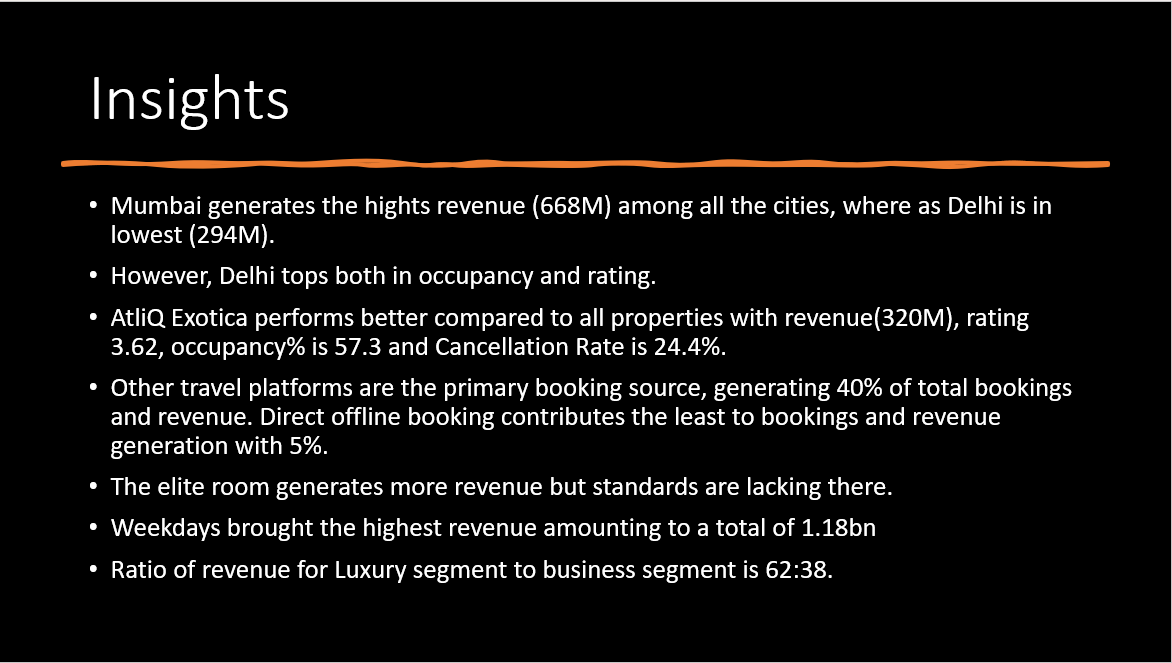 Insights
• Mumbai generates the hights revenue (668M) among all the cities, where as Delhi is in
lowest (294M).
• However, Delhi tops both in occupancy and rating.
• AtliQ Exotica performs better compared to all properties with revenue(320M), rating
3.62, occupancy% is 57.3 and Cancellation Rate is 24.4%.
• Other travel platforms are the primary booking source, generating 40% of total bookings
and revenue. Direct offline booking contributes the least to bookings and revenue
generation with 5%.
• The elite room generates more revenue but standards are lacking there.
• Weekdays brought the highest revenue amounting to a total of 1.18bn
• Ratio of revenue for Luxury segment to business segment is 62:38.